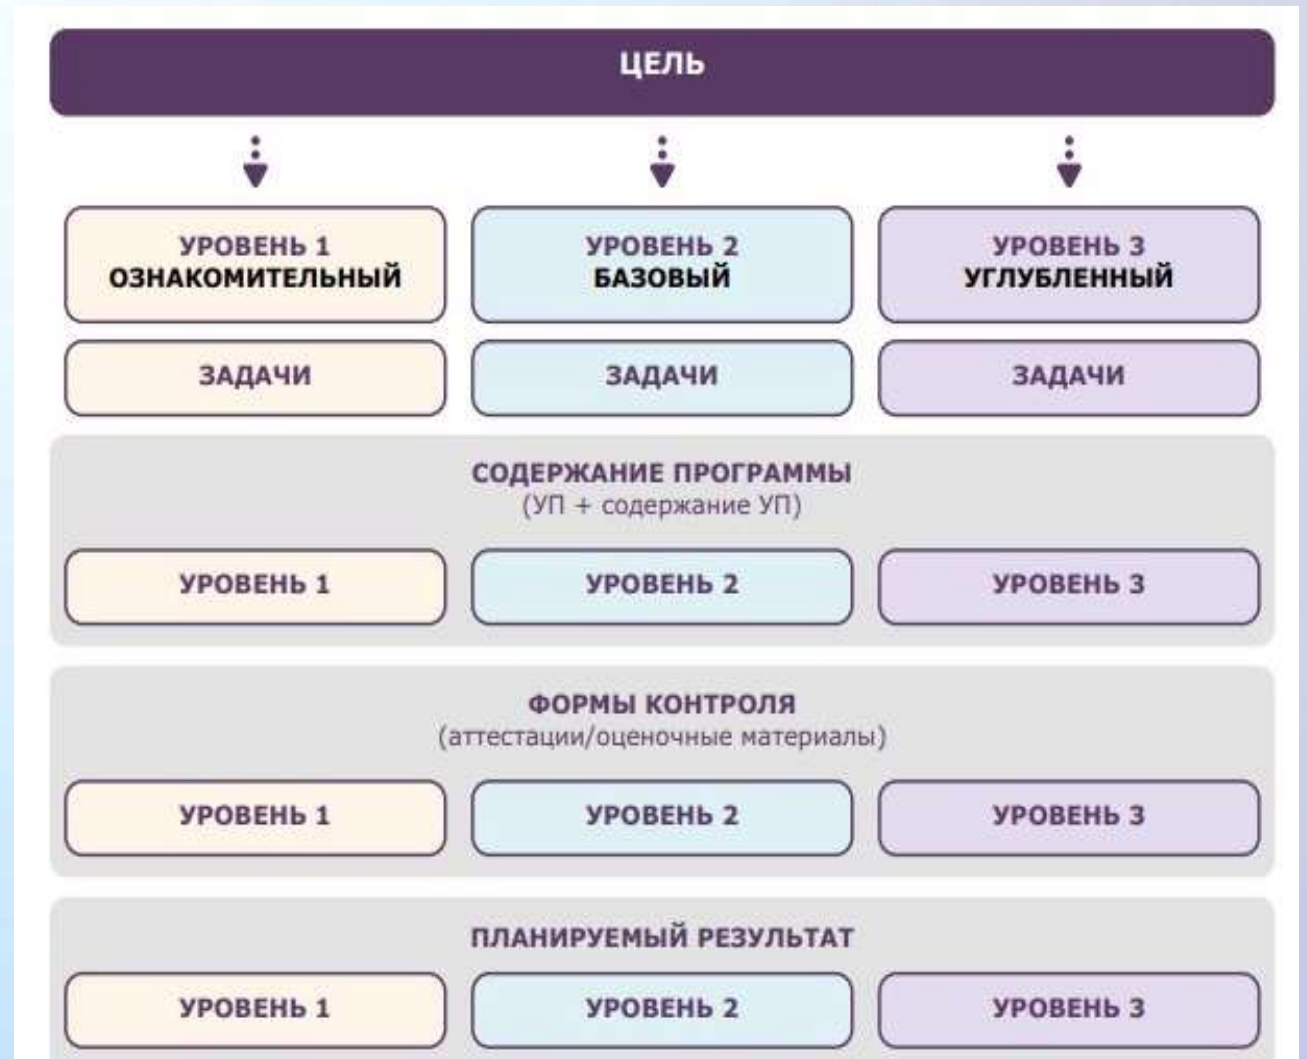 ЦЕЛЬ
УРОВЕНЬ 1
ОЗНАКОМИТЕЛЬНЫЙ
УРОВЕНЬ 2
БАЗОВЫЙ
УРОВЕНЬ 3
УГЛУБЛЕННЫЙ
ЗАДАЧИ
ЗАДАЧИ
ЗАДАЧИ
СОДЕРЖАНИЕ ПРОГРАММЫ
(УП + содержание УП)
УРОВЕНЬ 1
УРОВЕНЬ 2
УРОВЕНЬ 3
ФОРМЫ КОНТРОЛЯ
(аттестации/оценочные материалы)
УРОВЕНЬ 1
УРОВЕНЬ 2
УРОВЕНЬ 3
ПЛАНИРУЕМЫЙ РЕЗУЛЬТАТ
УРОВЕНЬ 1
УРОВЕНЬ 2
УРОВЕНЬ 3